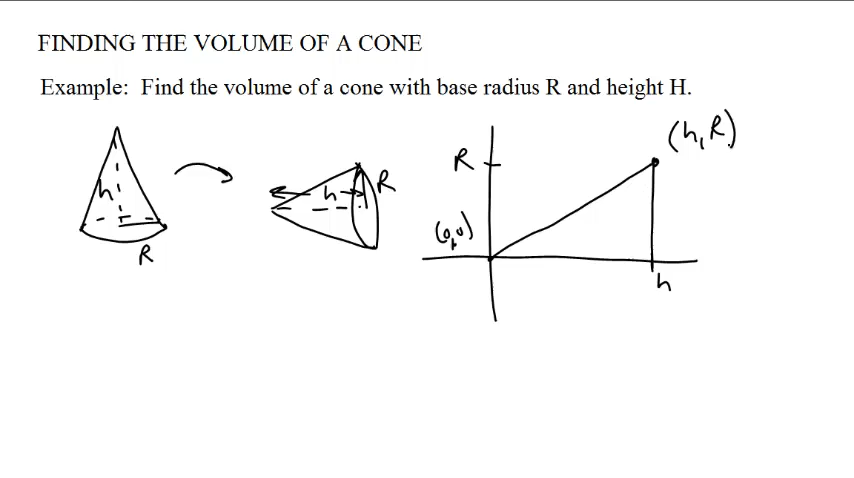 FINDING THE VOLUME OF A CONE
Example: Find the volume of a cone with base radius R and height H.
h
R
h
R
R
(h, R)
(0,0)
h